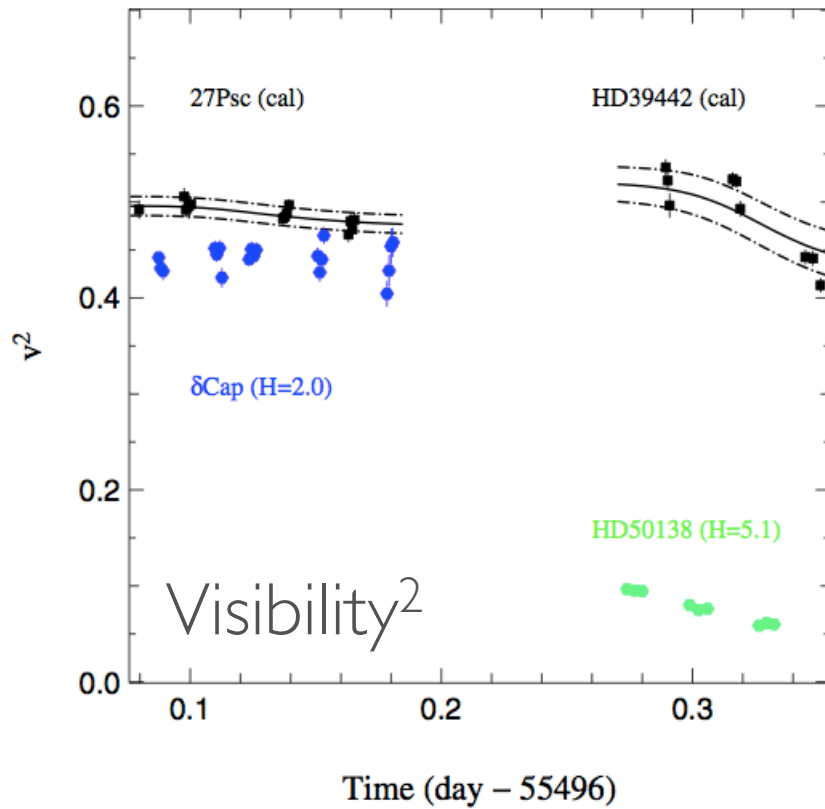 27Psc (cal) HD39442 (cal)
0.6
0.4
v²
δCap (H=2.0)
0.2
HD50138 (H=5.1)
Visibility²
0.0
0.1 0.2 0.3
Time (day – 55496)